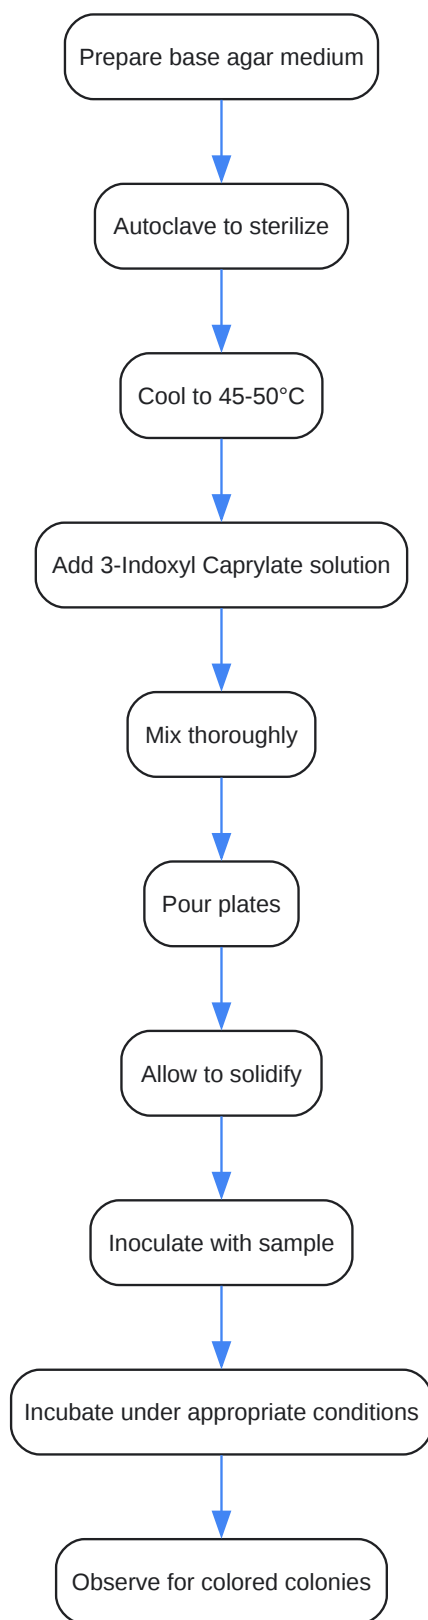 Prepare base agar medium
Autoclave to sterilize
Cool to 45-50°C
Add 3-Indoxyl Caprylate solution
Mix thoroughly
Pour plates
Allow to solidify
Inoculate with sample
Incubate under appropriate conditions
Observe for colored colonies